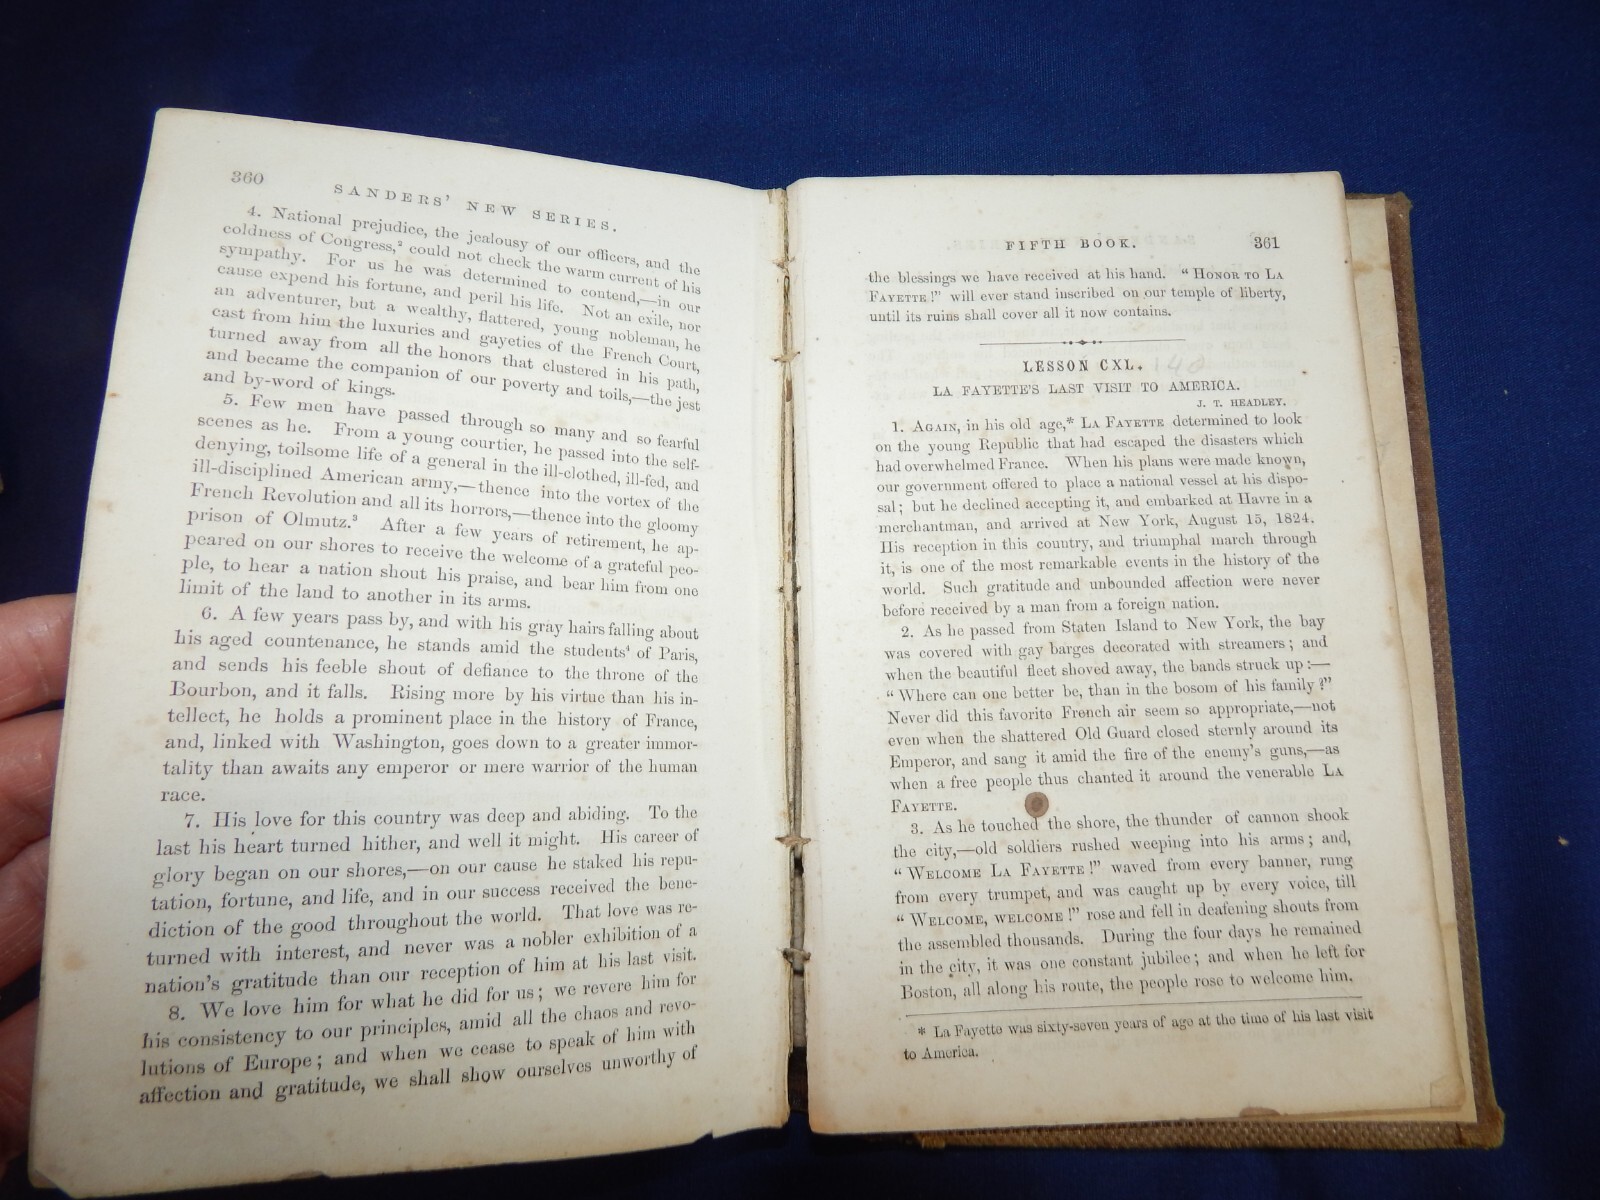 360
SANDERS' NEW SERIES.
4. National prejudice, the jealousy of our officers, and the
coldness of Congress,² could not check the warm current of his
sympathy. For us he was determined to contend,—in our
cause expend his fortune, and peril his life. Not an exile, nor
an adventurer, but a wealthy, flattered, young nobleman, he
cast from him the luxuries and gayeties of the French Court,
turned away from all the honors that clustered in his path,
and became the companion of our poverty and toils,—the jest
and by-word of kings.
5. Few men have passed through so many and so fearful
scenes as he. From a young courtier, he passed into the self-
denying, toilsome life of a general in the ill-clothed, ill-fed, and
ill-disciplined American army,—thence into the vortex of the
French Revolution and all its horrors,—thence into the gloomy
prison of Olmutz.³ After a few years of retirement, he ap-
peared on our shores to receive the welcome of a grateful peo-
ple, to hear a nation shout his praise, and bear him from one
limit of the land to another in its arms.
6. A few years pass by, and with his gray hairs falling about
his aged countenance, he stands amid the students⁴ of Paris,
and sends his feeble shout of defiance to the throne of the
Bourbon, and it falls. Rising more by his virtue than his in-
tellect, he holds a prominent place in the history of France,
and, linked with Washington, goes down to a greater immor-
tality than awaits any emperor or mere warrior of the human
race.
7. His love for this country was deep and abiding. To the
last his heart turned hither, and well it might. His career of
glory began on our shores,—on our cause he staked his repu-
tation, fortune, and life, and in our success received the bene-
diction of the good throughout the world. That love was re-
turned with interest, and never was a nobler exhibition of a
nation's gratitude than our reception of him at his last visit.
8. We love him for what he did for us; we revere him for
his consistency to our principles, amid all the chaos and revo-
lutions of Europe; and when we cease to speak of him with
affection and gratitude, we shall show ourselves unworthy of
FIFTH BOOK. 361
the blessings we have received at his hand. "HONOR TO LA
FAYETTE!" will ever stand inscribed on our temple of liberty,
until its ruins shall cover all it now contains.
LESSON CXL. 140
LA FAYETTE'S LAST VISIT TO AMERICA.
J. T. HEADLEY.
1. AGAIN, in his old age,* LA FAYETTE determined to look
on the young Republic that had escaped the disasters which
had overwhelmed France. When his plans were made known,
our government offered to place a national vessel at his dispo-
sal; but he declined accepting it, and embarked at Havre in a
merchantman, and arrived at New York, August 15, 1824.
His reception in this country, and triumphal march through
it, is one of the most remarkable events in the history of the
world. Such gratitude and unbounded affection were never
before received by a man from a foreign nation.
2. As he passed from Staten Island to New York, the bay
was covered with gay barges decorated with streamers; and
when the beautiful fleet shoved away, the bands struck up:—
"Where can one better be, than in the bosom of his family?"
Never did this favorite French air seem so appropriate,—not
even when the shattered Old Guard closed sternly around its
Emperor, and sang it amid the fire of the enemy's guns,—as
when a free people thus chanted it around the venerable LA
FAYETTE.
3. As he touched the shore, the thunder of cannon shook
the city,—old soldiers rushed weeping into his arms; and,
"WELCOME LA FAYETTE!" waved from every banner, rung
from every trumpet, and was caught up by every voice, till
"WELCOME, WELCOME!" rose and fell in deafening shouts from
the assembled thousands. During the four days he remained
in the city, it was one constant jubilee; and when he left for
Boston, all along his route, the people rose to welcome him.
* La Fayette was sixty-seven years of age at the time of his last visit
to America.